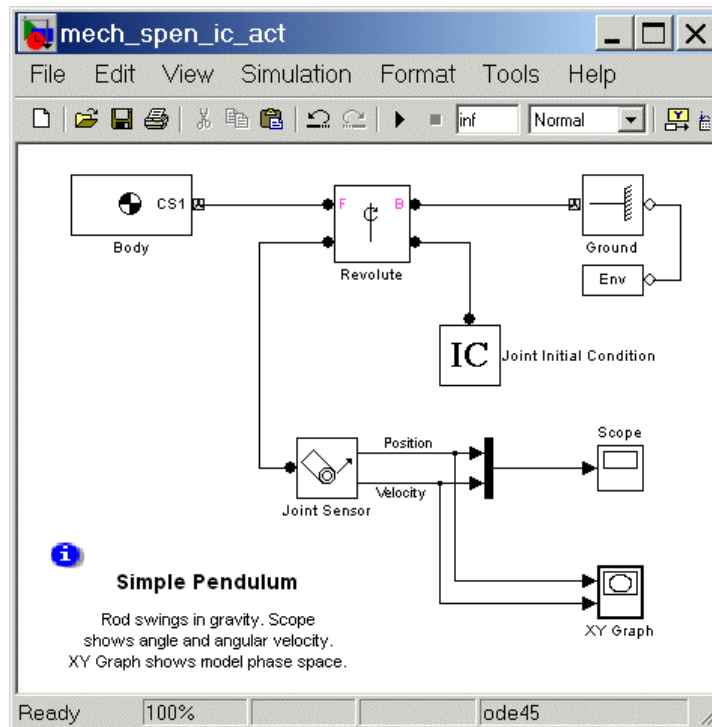 mech_spen_ic_act
File Edit View Simulation Format Tools Help
inf Normal
CS1
Body
F B
Revolute
Ground
Env
IC
Joint Initial Condition
Position
Velocity
Joint Sensor
Scope
XY Graph
i
Simple Pendulum
Rod swings in gravity. Scope
shows angle and angular velocity.
XY Graph shows model phase space.
Ready 100% ode45